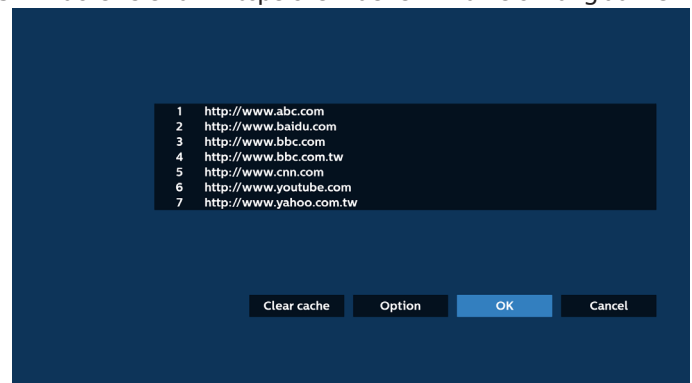 1 http://www.abc.com
2 http://www.baidu.com
3 http://www.bbc.com
4 http://www.bbc.com.tw
5 http://www.cnn.com
6 http://www.youtube.com
7 http://www.yahoo.com.tw
Clear cache Option OK Cancel